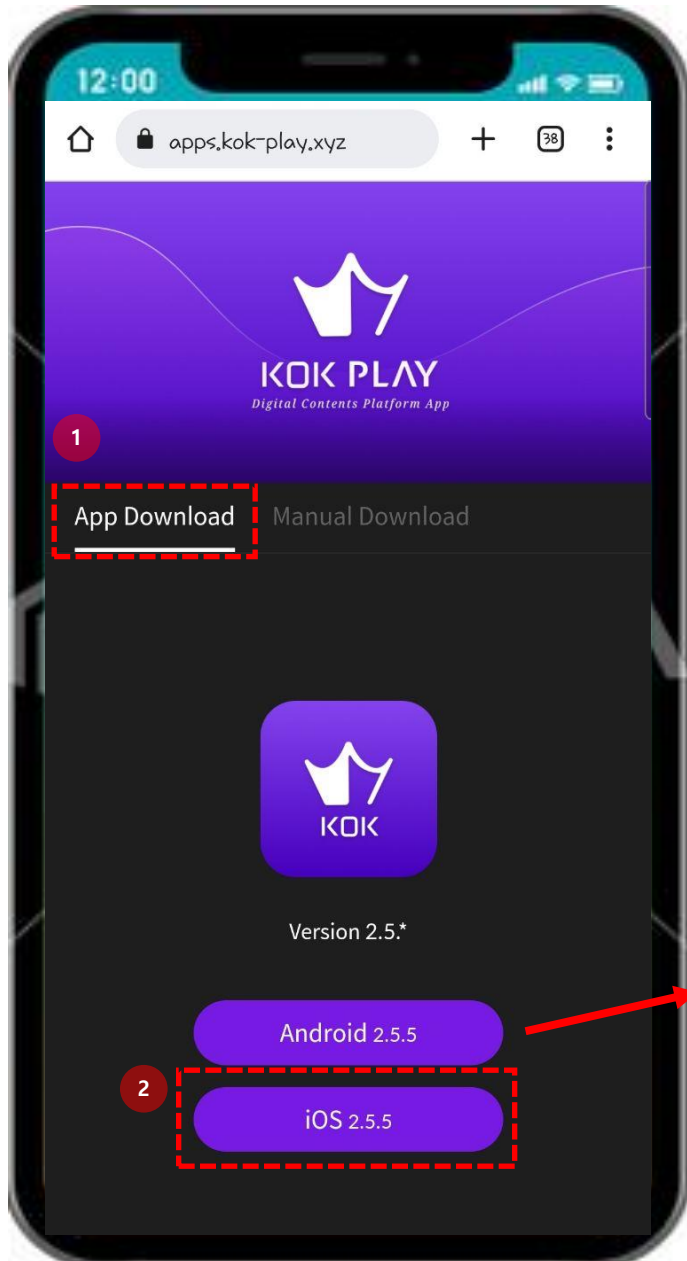 12:00
apps.kok-play.xyz
38
KOK PLAY
Digital Contents Platform App
1
App Download
Manual Download
KOK
Version 2.5.*
Android 2.5.5
2
iOS 2.5.5